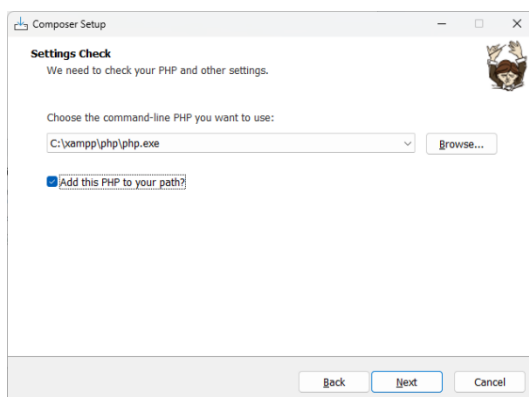 Composer Setup
Settings Check
We need to check your PHP and other settings.
Choose the command-line PHP you want to use:
C:\xampp\php\php.exe
Browse...
Add this PHP to your path?
Back
Next
Cancel